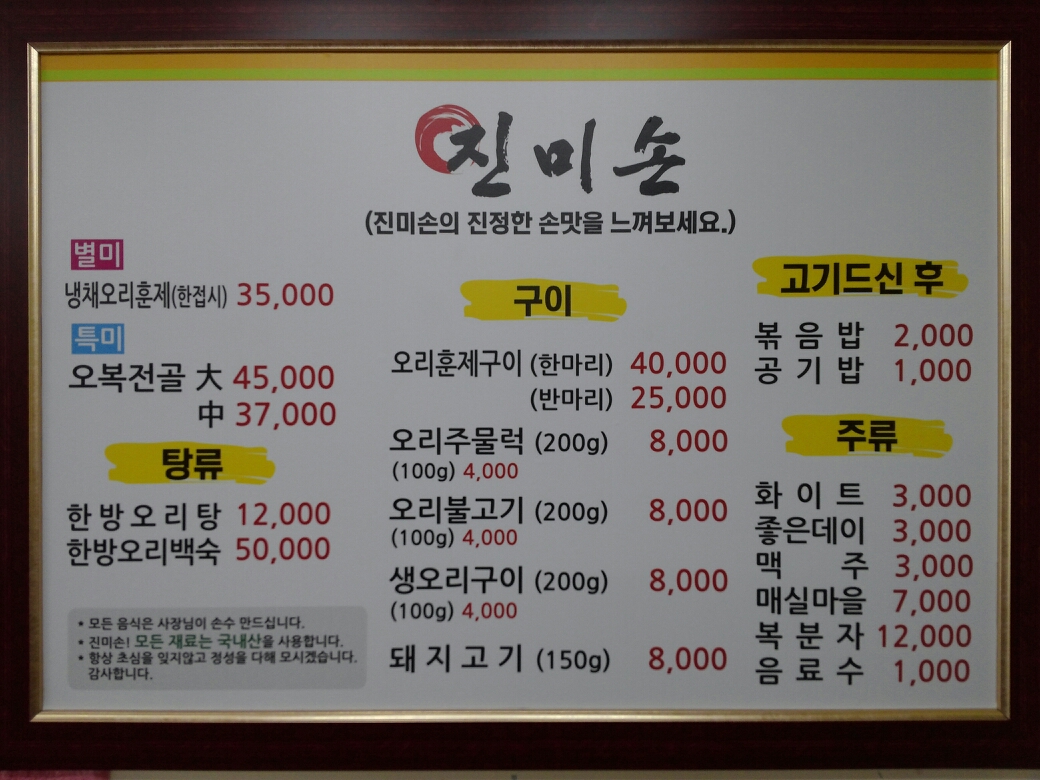 진미손
(진미손의 진정한 손맛을 느껴보세요.)
별미
냉채오리훈제(한접시) 35,000
특미
오복전골 大 45,000
中 37,000
탕류
한방오리탕 12,000
한방오리백숙 50,000
* 모든 음식은 사장님이 손수 만드십니다.
* 진미손! 모든 재료는 국내산을 사용합니다.
* 항상 초심을 잊지않고 정성을 다해 모시겠습니다.
감사합니다.
구이
오리훈제구이 (한마리) 40,000
(반마리) 25,000
오리주물럭 (200g) 8,000
(100g) 4,000
오리불고기 (200g) 8,000
(100g) 4,000
생오리구이 (200g) 8,000
(100g) 4,000
돼지고기 (150g) 8,000
고기드신 후
볶음밥 2,000
공기밥 1,000
주류
화이트 3,000
좋은데이 3,000
맥주 3,000
매실마을 7,000
복분자 12,000
음료수 1,000